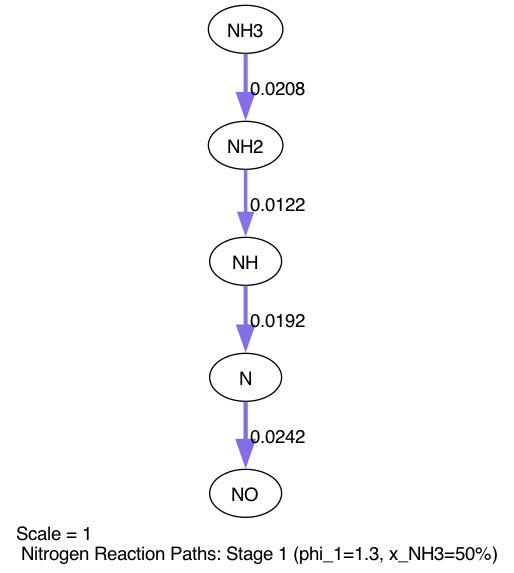 NH3
0.0208
NH2
0.0122
NH
0.0192
N
0.0242
NO
Scale = 1
Nitrogen Reaction Paths: Stage 1 (phi_1=1.3, x_NH3=50%)